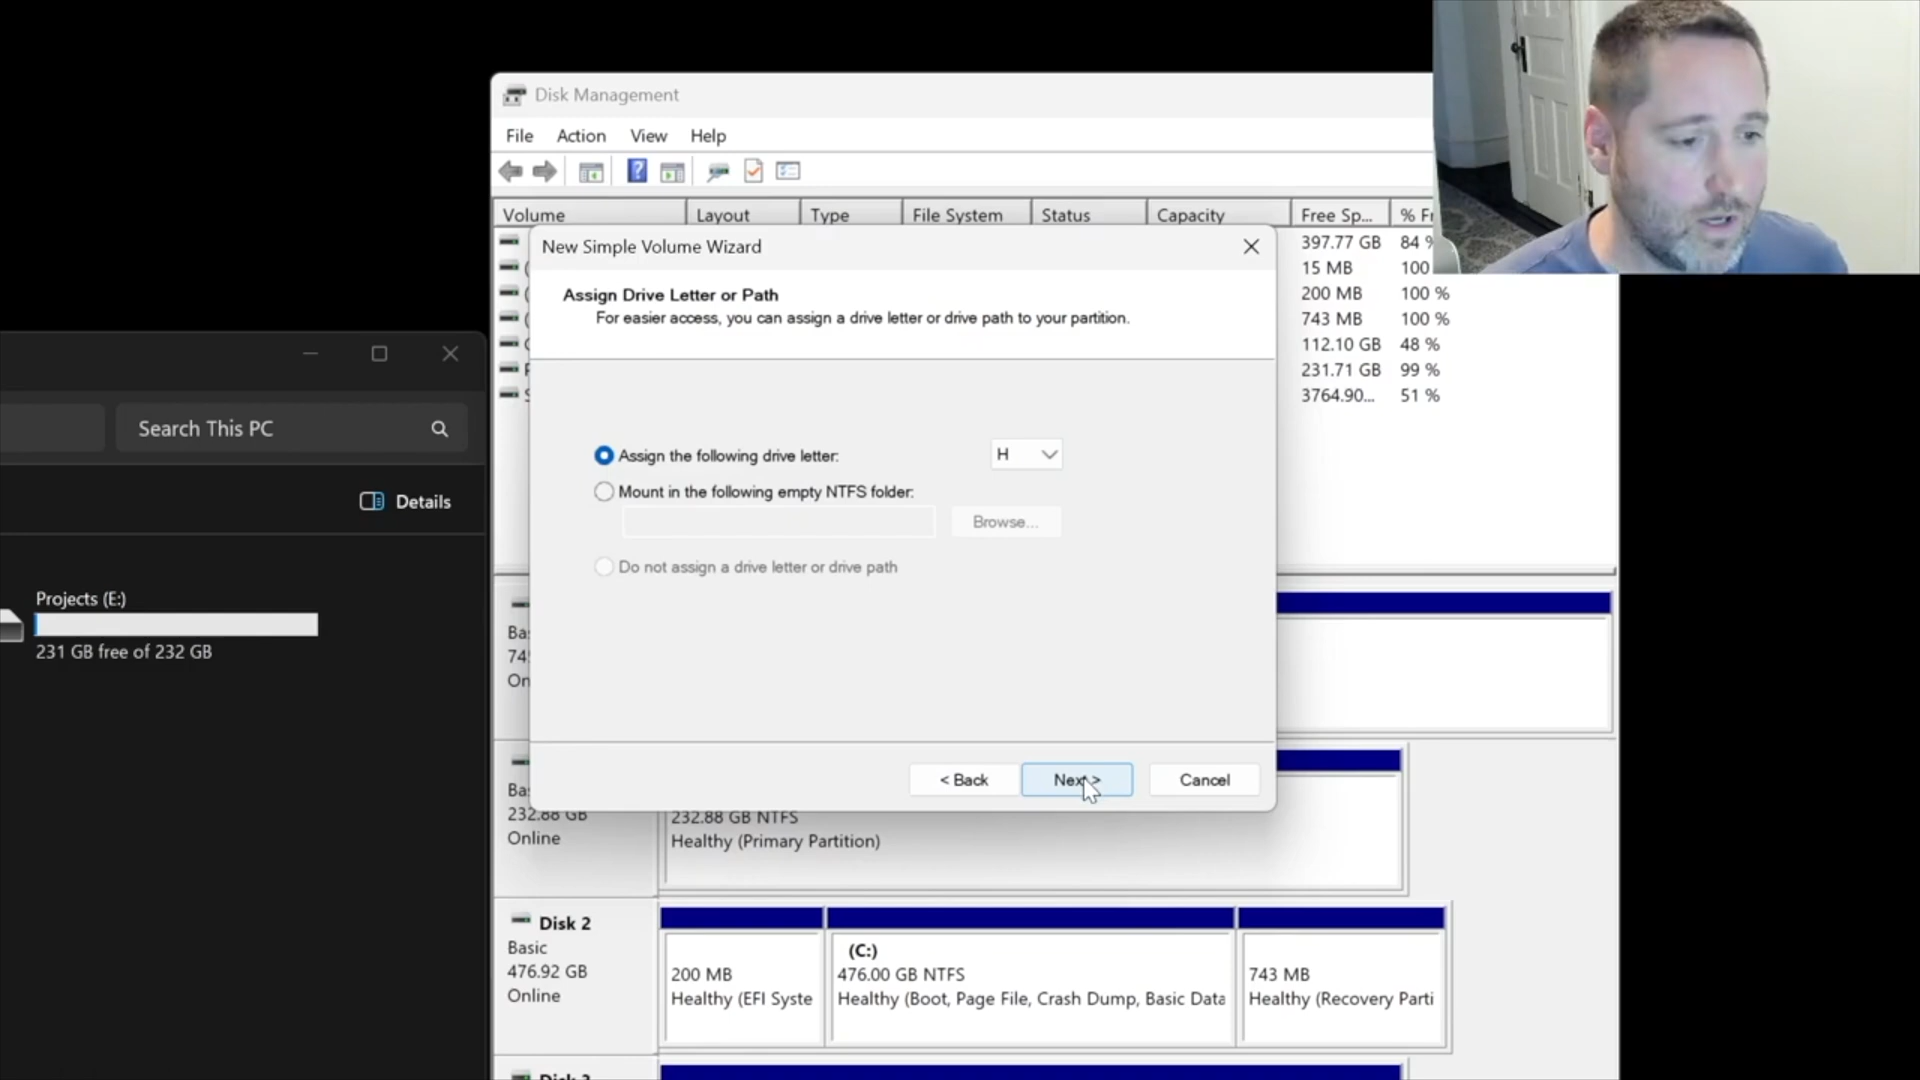 Disk Management
File Action View Help
Volume Layout Type File System Status Capacity Free Sp... % Fr
397.77 GB 84 %
15 MB 100
200 MB 100 %
743 MB 100 %
112.10 GB 48 %
231.71 GB 99 %
3764.90... 51 %
New Simple Volume Wizard
Assign Drive Letter or Path
For easier access, you can assign a drive letter or drive path to your partition.
Assign the following drive letter: H
Mount in the following empty NTFS folder:
Browse...
Do not assign a drive letter or drive path
< Back Next > Cancel
Search This PC
Details
Projects (E:)
231 GB free of 232 GB
Bas
745
On
Bas
232.88 GB
Online
232.88 GB NTFS
Healthy (Primary Partition)
Disk 2
Basic
476.92 GB
Online
200 MB
Healthy (EFI Syste
(C:)
476.00 GB NTFS
Healthy (Boot, Page File, Crash Dump, Basic Data
743 MB
Healthy (Recovery Parti